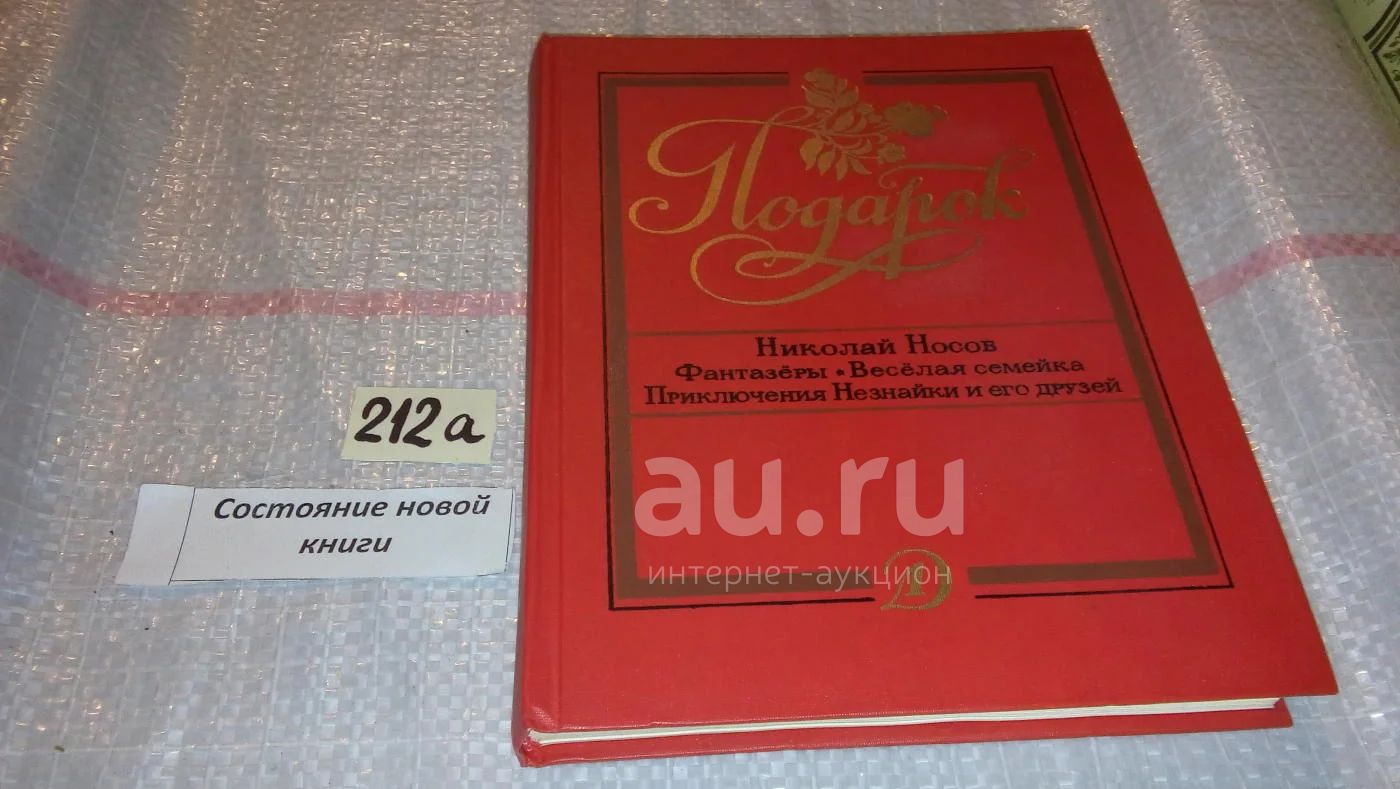 Подарок
Николай Носов
Фантазёры • Весёлая семейка
Приключения Незнайки и его друзей
212а
Состояние новой
книги
au.ru
интернет-аукцион